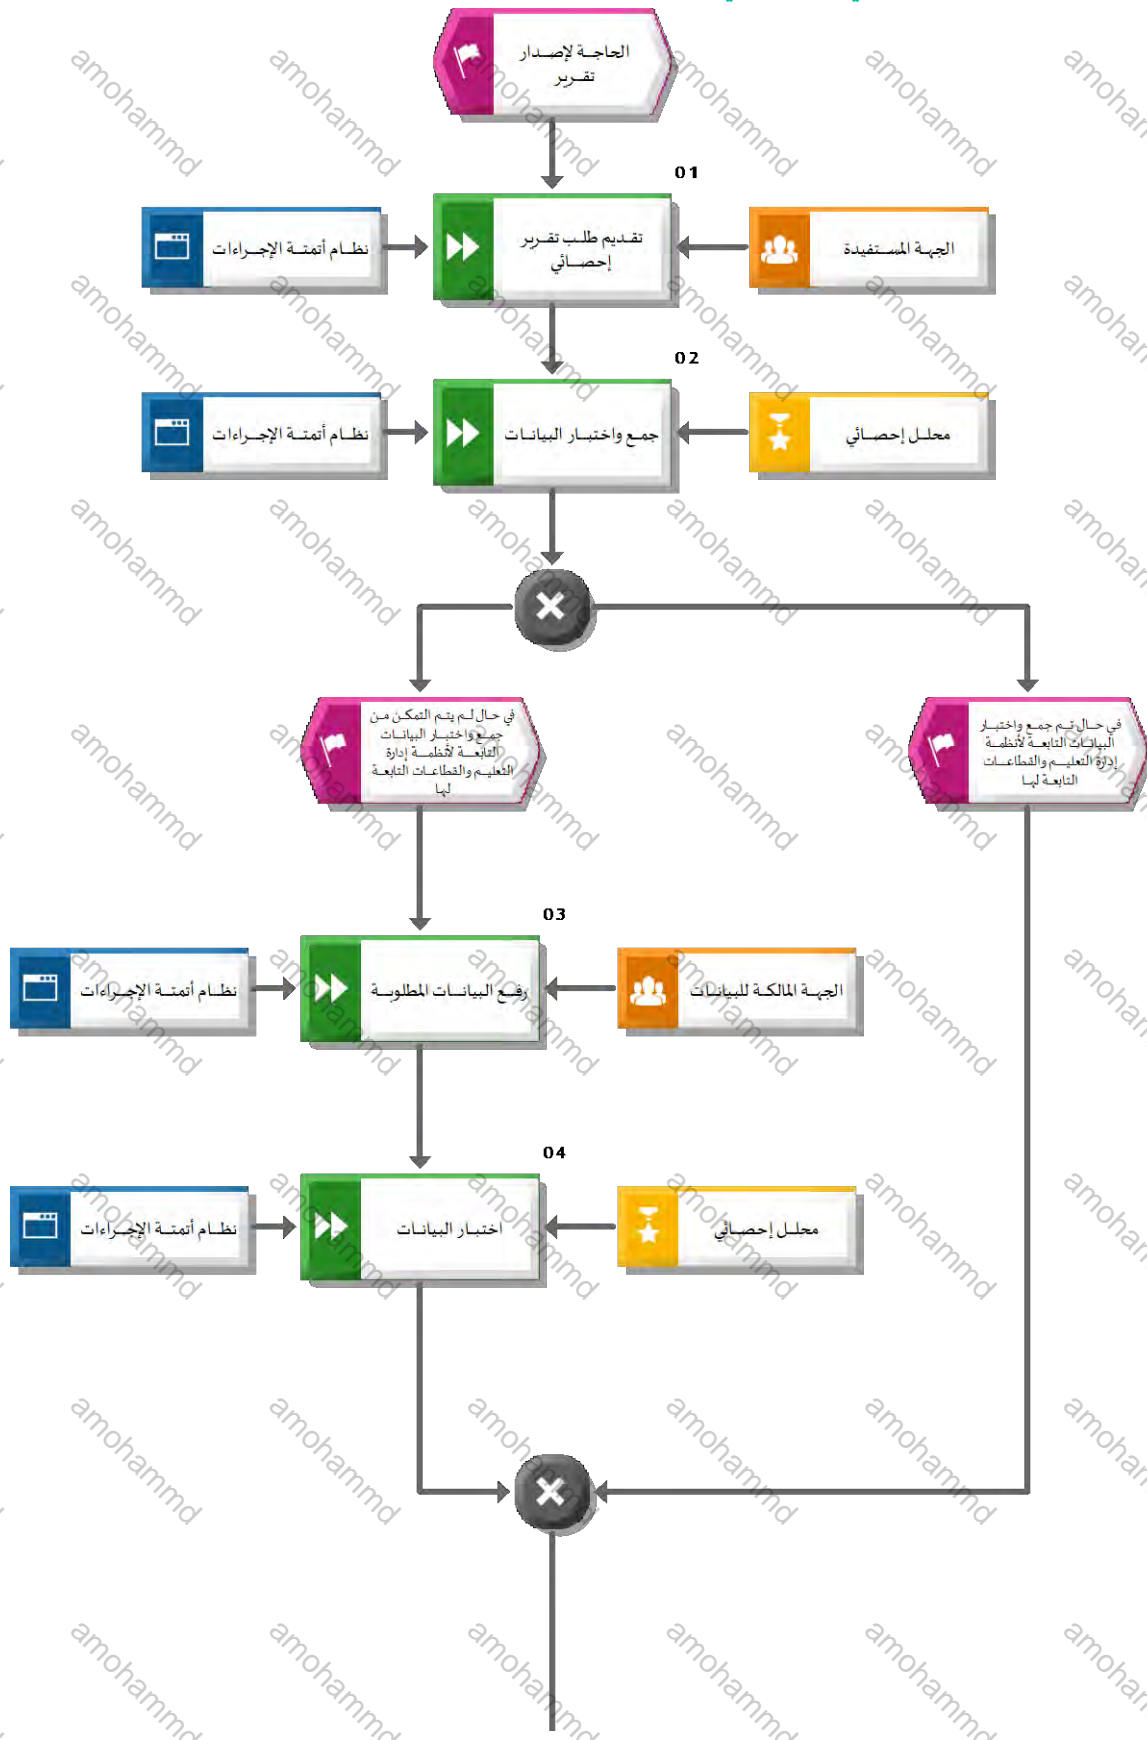 الحاجة لإصدار
تقرير
01
الجهة المستفيدة
تقديم طلب تقرير
إحصائي
نظام أتمتة الإجراءات
02
محلل إحصائي
جمع واختبار البيانات
نظام أتمتة الإجراءات
في حال تم جمع واختبار
البيانات التابعة لأنظمة
إدارة التعليم والقطاعات
التابعة لها
في حال لم يتم التمكن من
جمع واختبار البيانات
التابعة لأنظمة إدارة
التعليم والقطاعات التابعة
لها
03
الجهة المالكة للبيانات
رفع البيانات المطلوبة
نظام أتمتة الإجراءات
04
محلل إحصائي
اختبار البيانات
نظام أتمتة الإجراءات
amohammd